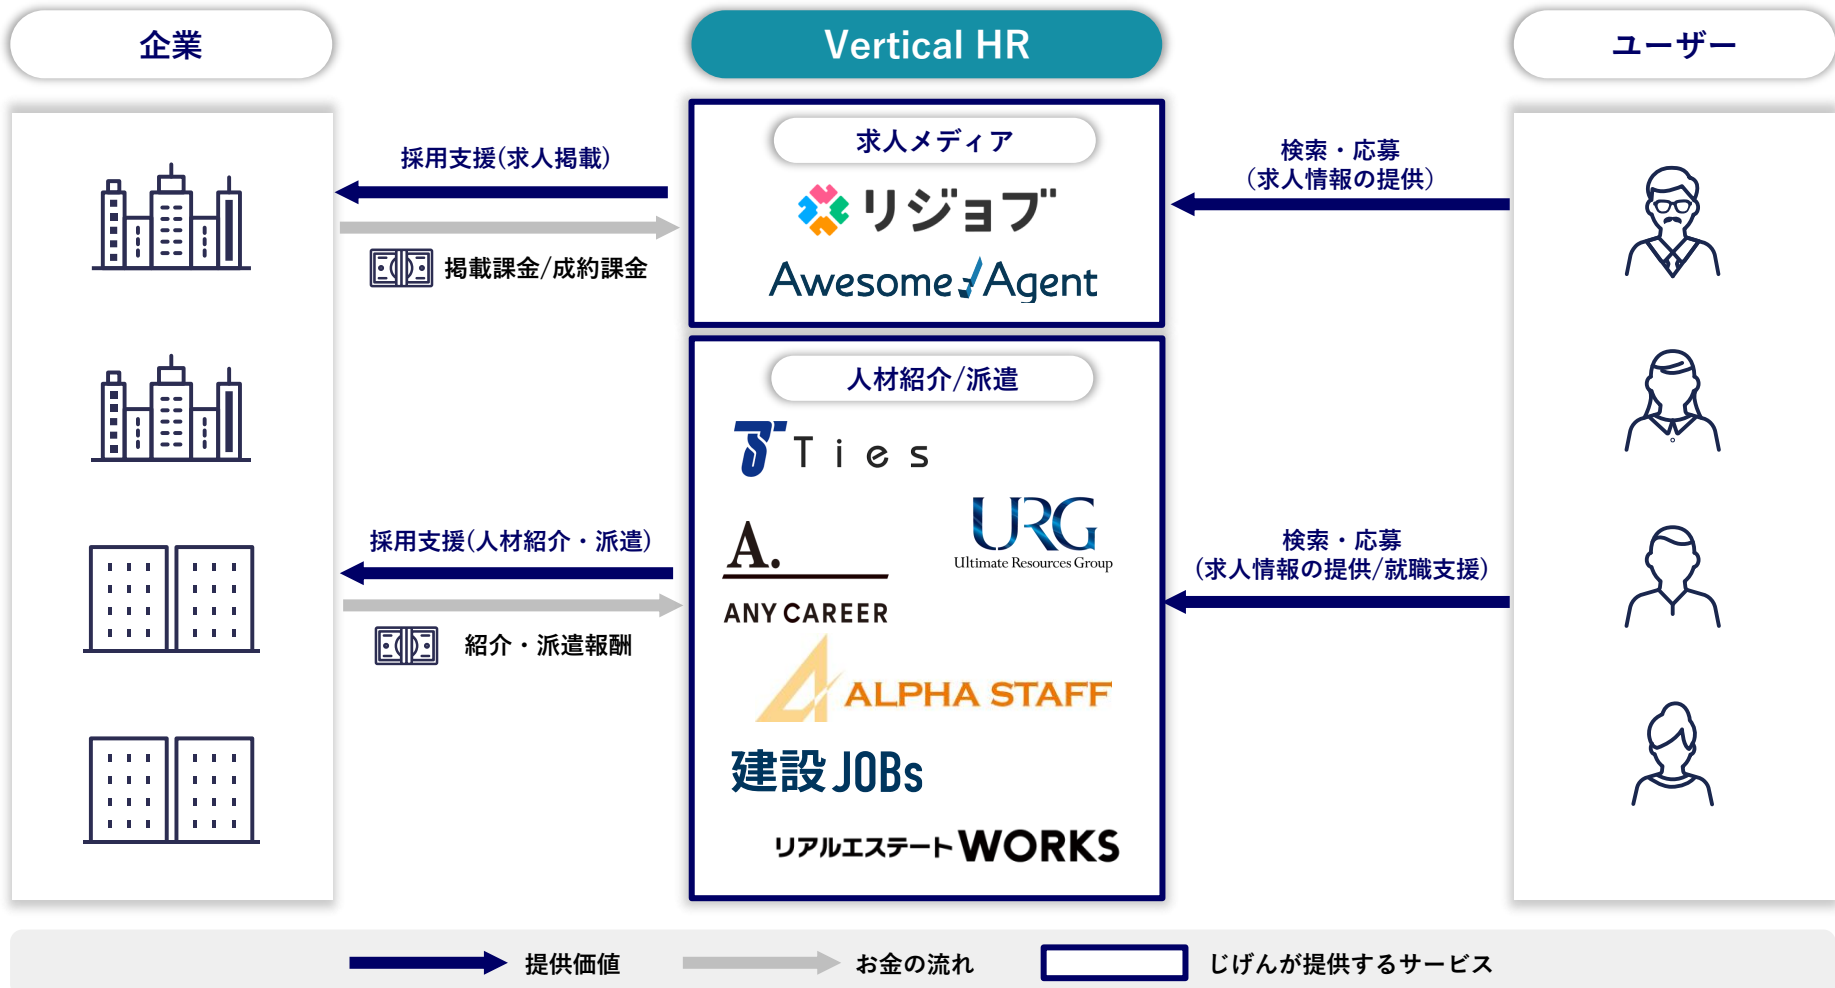 企業
Vertical HR
ユーザー
採用支援(求人掲載)
掲載課金/成約課金
求人メディア
リジョブ
Awesome Agent
検索・応募
(求人情報の提供)
人材紹介/派遣
Ties
URG
Ultimate Resources Group
A.
ANY CAREER
ALPHA STAFF
建設JOBs
リアルエステートWORKS
採用支援(人材紹介・派遣)
紹介・派遣報酬
検索・応募
(求人情報の提供/就職支援)
提供価値
お金の流れ
じげんが提供するサービス